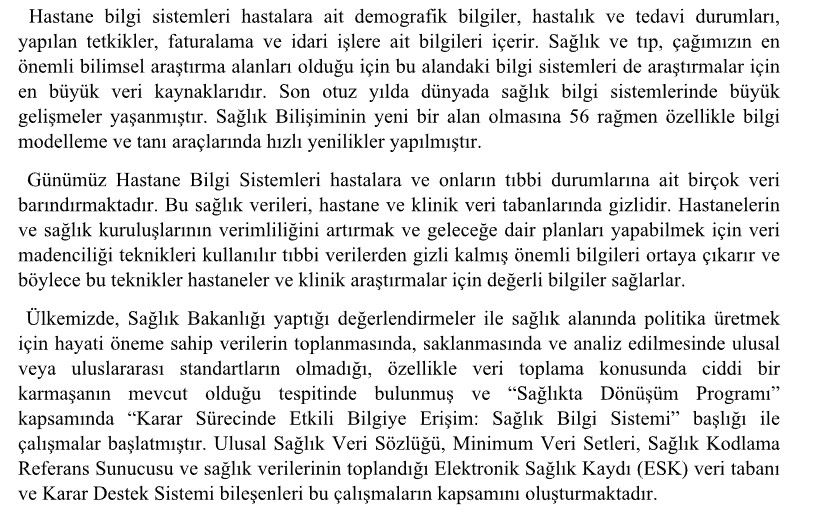 Hastane bilgi sistemleri hastalara ait demografik bilgiler, hastalık ve tedavi durumları,
yapılan tetkikler, faturalama ve idari işlere ait bilgileri içerir. Sağlık ve tıp, çağımızın en
önemli bilimsel araştırma alanları olduğu için bu alandaki bilgi sistemleri de araştırmalar için
en büyük veri kaynaklarıdır. Son otuz yılda dünyada sağlık bilgi sistemlerinde büyük
gelişmeler yaşanmıştır. Sağlık Bilişiminin yeni bir alan olmasına 56 rağmen özellikle bilgi
modelleme ve tanı araçlarında hızlı yenilikler yapılmıştır.
Günümüz Hastane Bilgi Sistemleri hastalara ve onların tıbbi durumlarına ait birçok veri
barındırmaktadır. Bu sağlık verileri, hastane ve klinik veri tabanlarında gizlidir. Hastanelerin
ve sağlık kuruluşlarının verimliliğini artırmak ve geleceğe dair planları yapabilmek için veri
madenciliği teknikleri kullanılır tıbbi verilerden gizli kalmış önemli bilgileri ortaya çıkarır ve
böylece bu teknikler hastaneler ve klinik araştırmalar için değerli bilgiler sağlarlar.
Ülkemizde, Sağlık Bakanlığı yaptığı değerlendirmeler ile sağlık alanında politika üretmek
için hayati öneme sahip verilerin toplanmasında, saklanmasında ve analiz edilmesinde ulusal
veya uluslararası standartların olmadığı, özellikle veri toplama konusunda ciddi bir
karmaşanın mevcut olduğu tespitinde bulunmuş ve “Sağlıkta Dönüşüm Programı”
kapsamında “Karar Sürecinde Etkili Bilgiye Erişim: Sağlık Bilgi Sistemi” başlığı ile
çalışmalar başlatmıştır. Ulusal Sağlık Veri Sözlüğü, Minimum Veri Setleri, Sağlık Kodlama
Referans Sunucusu ve sağlık verilerinin toplandığı Elektronik Sağlık Kaydı (ESK) veri tabanı
ve Karar Destek Sistemi bileşenleri bu çalışmaların kapsamını oluşturmaktadır.